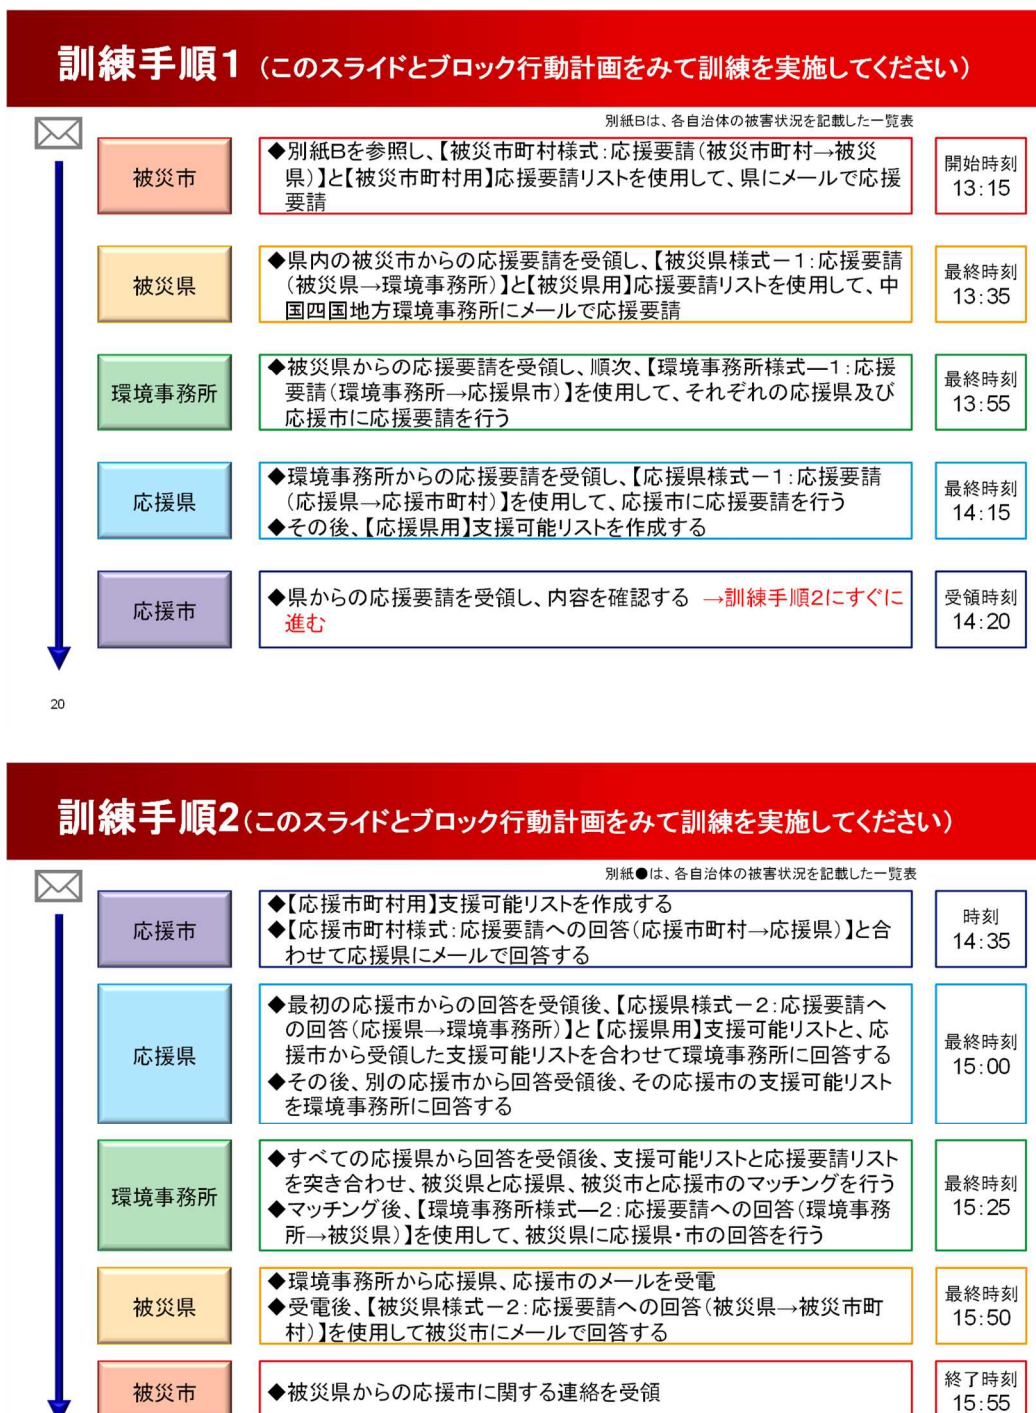 訓練手順1(このスライドとブロック行動計画をみて訓練を実施してください)
別紙Bは、各自治体の被害状況を記載した一覧表
被災市
◆別紙Bを参照し、【被災市町村様式:応援要請(被災市町村→被災
県)】と【被災市町村用】応援要請リストを使用して、県にメールで応援
要請
開始時刻
13:15
被災県
◆県内の被災市からの応援要請を受領し、【被災県様式-1:応援要請
(被災県→環境事務所)】と【被災県用】応援要請リストを使用して、中
国四国地方環境事務所にメールで応援要請
最終時刻
13:35
環境事務所
◆被災県からの応援要請を受領し、順次、【環境事務所様式―1:応援
要請(環境事務所→応援県市)】を使用して、それぞれの応援県及び
応援市に応援要請を行う
最終時刻
13:55
応援県
◆環境事務所からの応援要請を受領し、【応援県様式-1:応援要請
(応援県→応援市町村)】を使用して、応援市に応援要請を行う
◆その後、【応援県用】支援可能リストを作成する
最終時刻
14:15
応援市
◆県からの応援要請を受領し、内容を確認する →訓練手順2にすぐに
進む
受領時刻
14:20
20
訓練手順2(このスライドとブロック行動計画をみて訓練を実施してください)
別紙●は、各自治体の被害状況を記載した一覧表
応援市
◆【応援市町村用】支援可能リストを作成する
◆【応援市町村様式:応援要請への回答(応援市町村→応援県)】と合
わせて応援県にメールで回答する
時刻
14:35
応援県
◆最初の応援市からの回答を受領後、【応援県様式-2:応援要請へ
の回答(応援県→環境事務所)】と【応援県用】支援可能リストと、応
援市から受領した支援可能リストを合わせて環境事務所に回答する
◆その後、別の応援市から回答受領後、その応援市の支援可能リスト
を環境事務所に回答する
最終時刻
15:00
環境事務所
◆すべての応援県から回答を受領後、支援可能リストと応援要請リスト
を突き合わせ、被災県と応援県、被災市と応援市のマッチングを行う
◆マッチング後、【環境事務所様式―2:応援要請への回答(環境事務
所→被災県)】を使用して、被災県に応援県・市の回答を行う
最終時刻
15:25
被災県
◆環境事務所から応援県、応援市のメールを受電
◆受電後、【被災県様式-2:応援要請への回答(被災県→被災市町
村)】を使用して被災市にメールで回答する
最終時刻
15:50
被災市
◆被災県からの応援市に関する連絡を受領
終了時刻
15:55